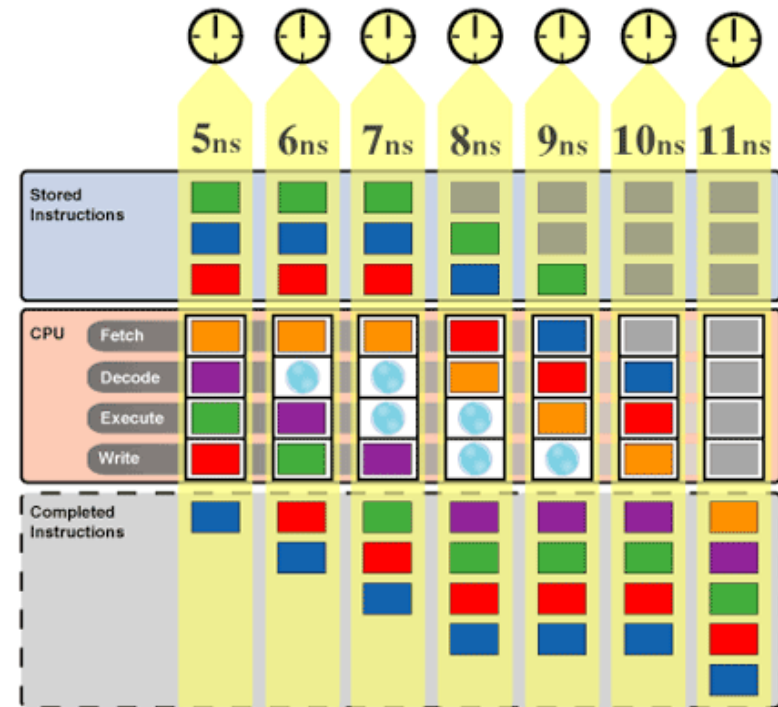 5ns 6ns 7ns 8ns 9ns 10ns 11ns
Stored
Instructions
CPU
Fetch
Decode
Execute
Write
Completed
Instructions